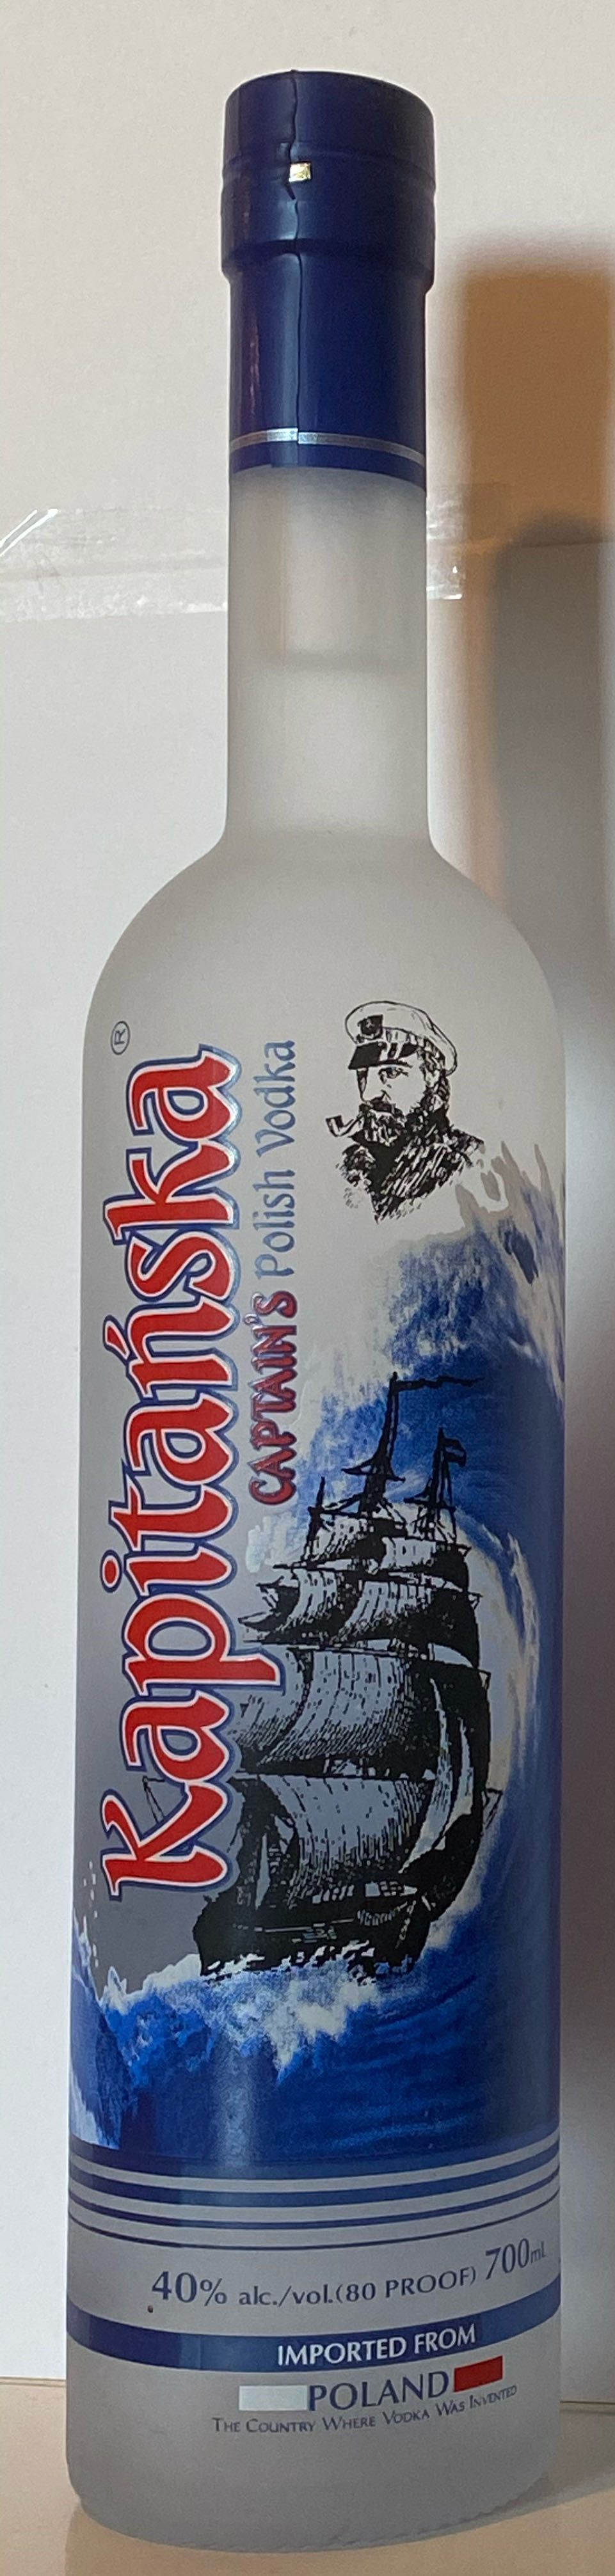 Kapitańska®
CAPTAIN'S Polish Vodka
40% alc./vol.(80 PROOF) 700mL
IMPORTED FROM
POLAND
THE COUNTRY WHERE VODKA WAS INVENTED